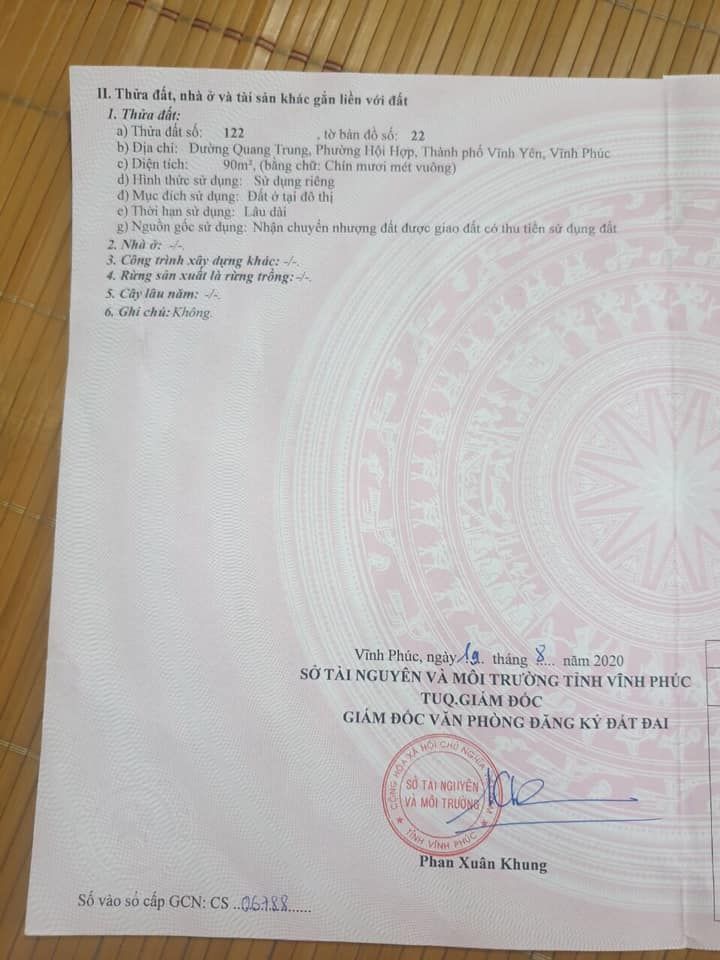 II. Thửa đất, nhà ở và tài sản khác gắn liền với đất
1. Thửa đất:
a) Thửa đất số: 122 , tờ bản đồ số: 22
b) Địa chỉ: Đường Quang Trung, Phường Hội Hợp, Thành phố Vĩnh Yên, Vĩnh Phúc
c) Diện tích: 90m², (bằng chữ: Chín mươi mét vuông)
d) Hình thức sử dụng: Sử dụng riêng
đ) Mục đích sử dụng: Đất ở tại đô thị
e) Thời hạn sử dụng: Lâu dài
g) Nguồn gốc sử dụng: Nhận chuyển nhượng đất được giao đất có thu tiền sử dụng đất
2. Nhà ở: -/-.
3. Công trình xây dựng khác: -/-.
4. Rừng sản xuất là rừng trồng: -/-.
5. Cây lâu năm: -/-.
6. Ghi chú: Không.
Vĩnh Phúc, ngày 19 tháng 8 năm 2020
SỞ TÀI NGUYÊN VÀ MÔI TRƯỜNG TỈNH VĨNH PHÚC
TUQ.GIÁM ĐỐC
GIÁM ĐỐC VĂN PHÒNG ĐĂNG KÝ ĐẤT ĐAI
CỘNG HÒA XÃ HỘI CHỦ NGHĨA
SỞ TÀI NGUYÊN
VÀ MÔI TRƯỜNG
TỈNH VĨNH PHÚC
Phan Xuân Khung
Số vào sổ cấp GCN: CS ..06788......